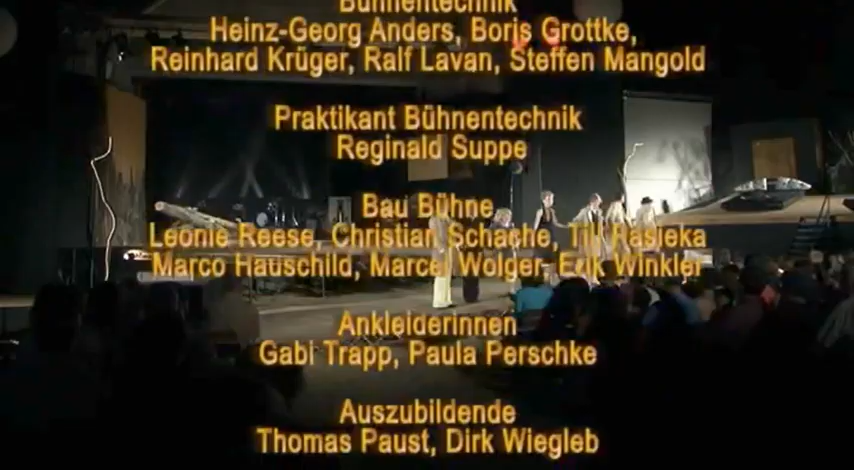 Bühnentechnik
Heinz-Georg Anders, Boris Grottke,
Reinhard Krüger, Ralf Lavan, Steffen Mangold
Praktikant Bühnentechnik
Reginald Suppe
Bau Bühne
Leonie Reese, Christian Schache, Till Rasieka
Marco Hauschild, Marcel Wolger, Erik Winkler
Ankleiderinnen
Gabi Trapp, Paula Perschke
Auszubildende
Thomas Paust, Dirk Wiegleb